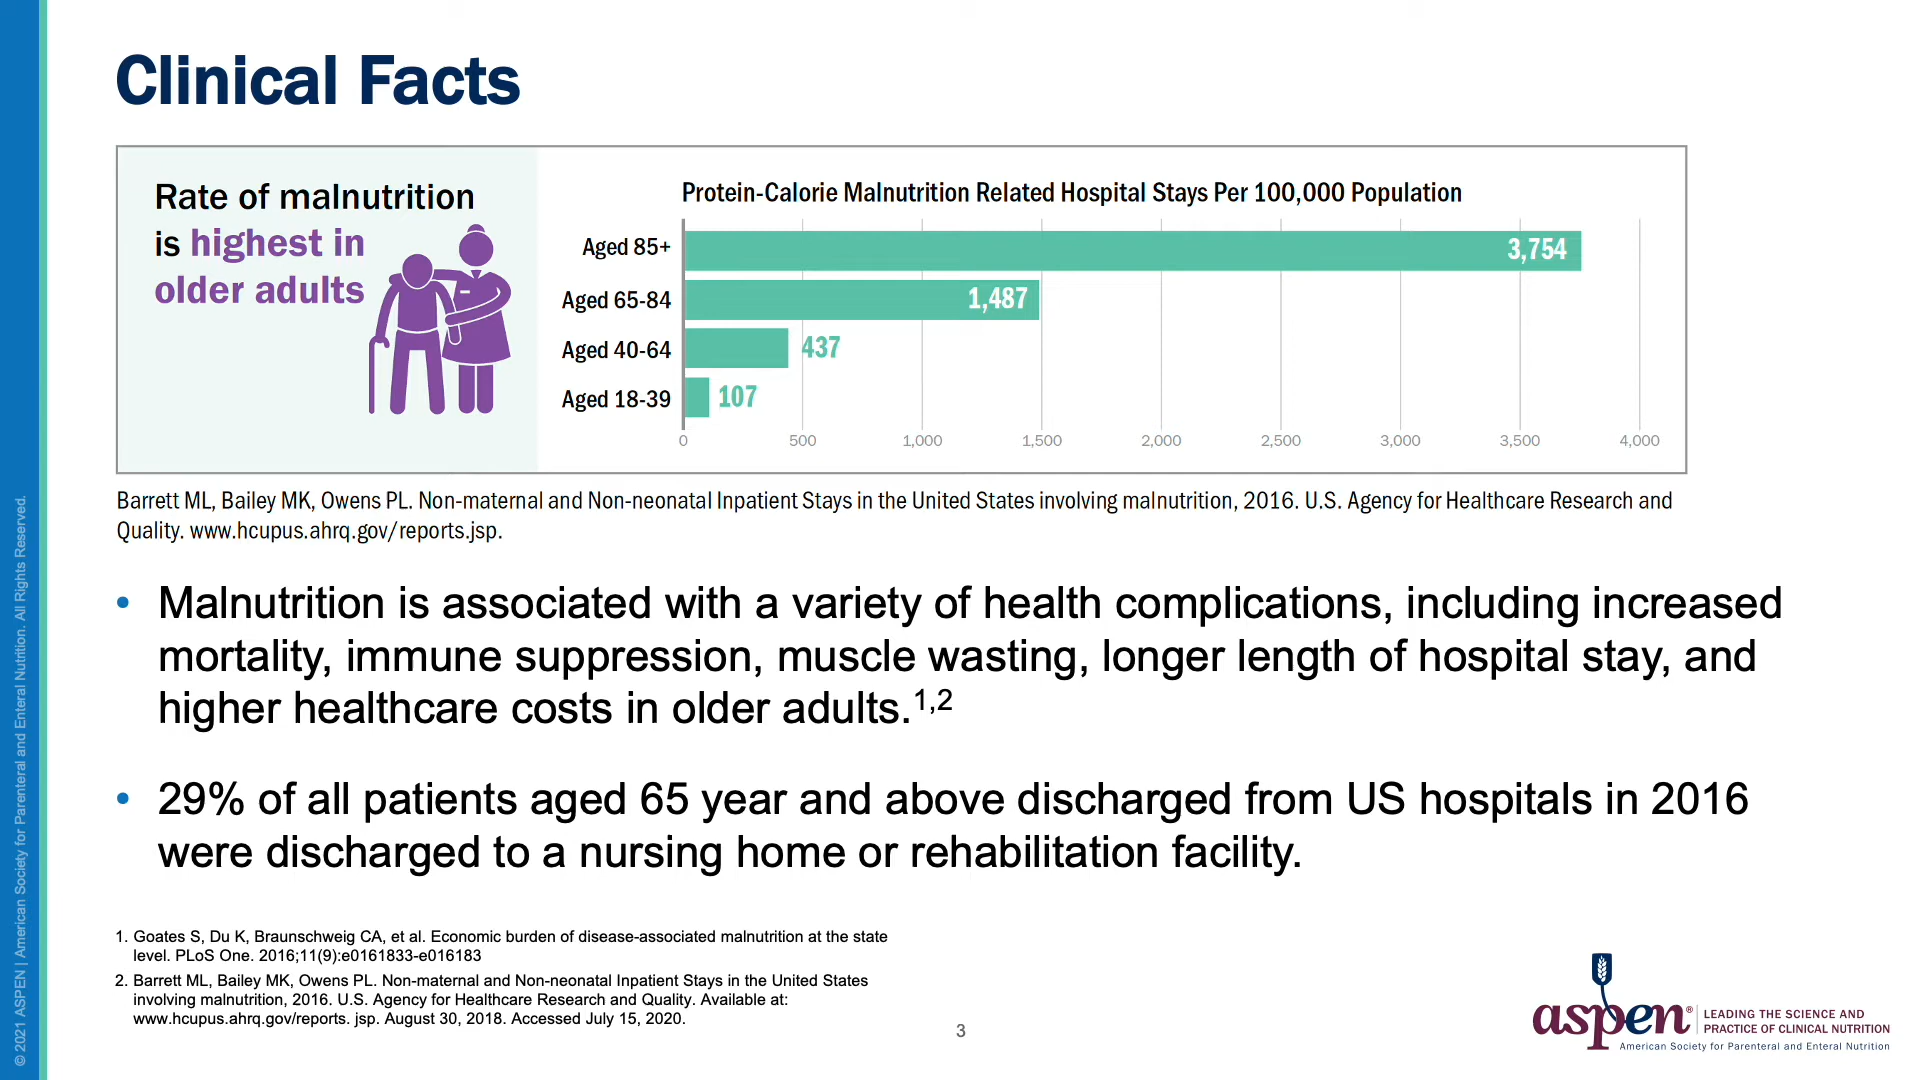 Clinical Facts
Rate of malnutrition
is highest in
older adults
Protein-Calorie Malnutrition Related Hospital Stays Per 100,000 Population
Aged 85+
3,754
Aged 65-84
1,487
Aged 40-64
437
Aged 18-39
107
0 500 1,000 1,500 2,000 2,500 3,000 3,500 4,000
Barrett ML, Bailey MK, Owens PL. Non-maternal and Non-neonatal Inpatient Stays in the United States involving malnutrition, 2016. U.S. Agency for Healthcare Research and
Quality. www.hcupus.ahrq.gov/reports.jsp.
• Malnutrition is associated with a variety of health complications, including increased
mortality, immune suppression, muscle wasting, longer length of hospital stay, and
higher healthcare costs in older adults.1,2
• 29% of all patients aged 65 year and above discharged from US hospitals in 2016
were discharged to a nursing home or rehabilitation facility.
1. Goates S, Du K, Braunschweig CA, et al. Economic burden of disease-associated malnutrition at the state
level. PLoS One. 2016;11(9):e0161833-e016183
2. Barrett ML, Bailey MK, Owens PL. Non-maternal and Non-neonatal Inpatient Stays in the United States
involving malnutrition, 2016. U.S. Agency for Healthcare Research and Quality. Available at:
www.hcupus.ahrq.gov/reports. jsp. August 30, 2018. Accessed July 15, 2020.
3
aspen®
LEADING THE SCIENCE AND
PRACTICE OF CLINICAL NUTRITION
American Society for Parenteral and Enteral Nutrition
© 2021 ASPEN | American Society for Parenteral and Enteral Nutrition. All Rights Reserved.